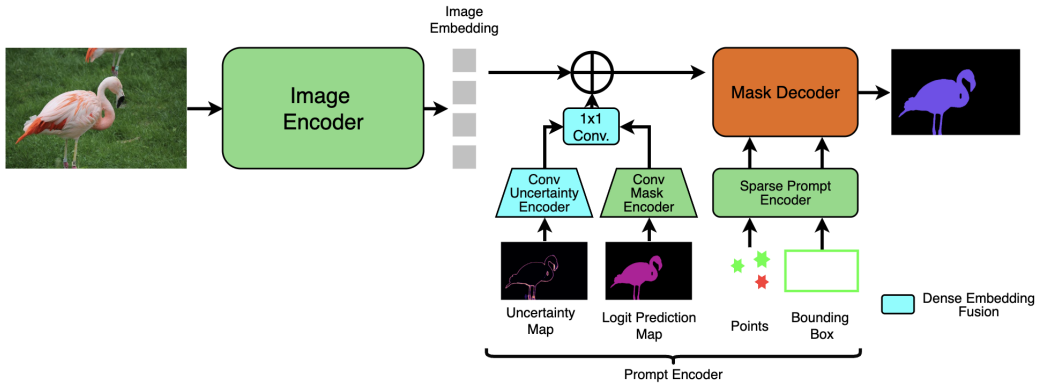 Image
Embedding
Image
Encoder
1x1
Conv.
Mask Decoder
Conv
Uncertainty
Encoder
Conv
Mask
Encoder
Sparse Prompt
Encoder
Uncertainty
Map
Logit Prediction
Map
Points
Bounding
Box
Dense Embedding
Fusion
Prompt Encoder